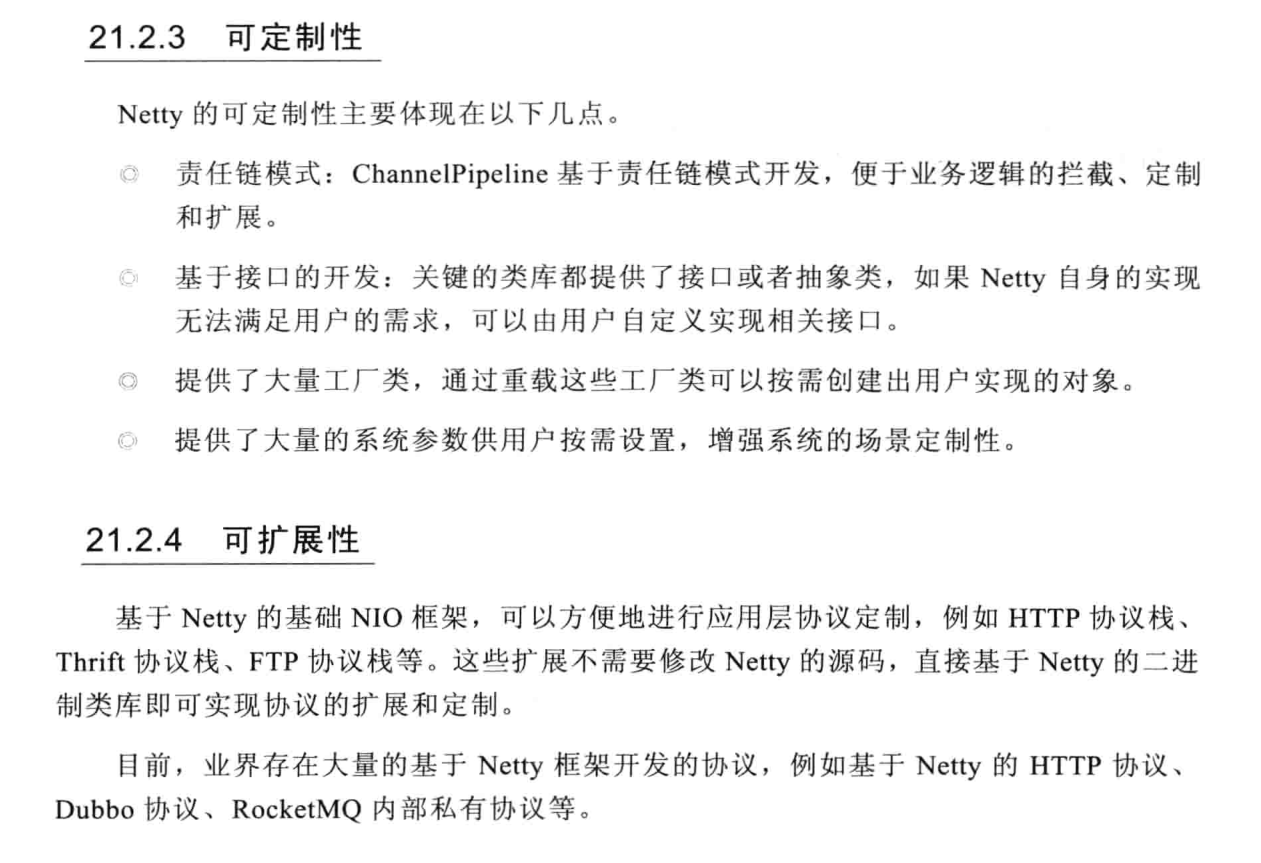 21.2.3 可定制性
Netty 的可定制性主要体现在以下几点。
责任链模式：ChannelPipeline 基于责任链模式开发，便于业务逻辑的拦截、定制
和扩展。
基于接口的开发：关键的类库都提供了接口或者抽象类，如果 Netty 自身的实现
无法满足用户的需求，可以由用户自定义实现相关接口。
提供了大量工厂类，通过重载这些工厂类可以按需创建出用户实现的对象。
提供了大量的系统参数供用户按需设置，增强系统的场景定制性。
21.2.4 可扩展性
基于 Netty 的基础 NIO 框架，可以方便地进行应用层协议定制，例如 HTTP 协议栈、
Thrift 协议栈、FTP 协议栈等。这些扩展不需要修改 Netty 的源码，直接基于 Netty 的二进
制类库即可实现协议的扩展和定制。
目前，业界存在大量的基于 Netty 框架开发的协议，例如基于 Netty 的 HTTP 协议、
Dubbo 协议、RocketMQ 内部私有协议等。